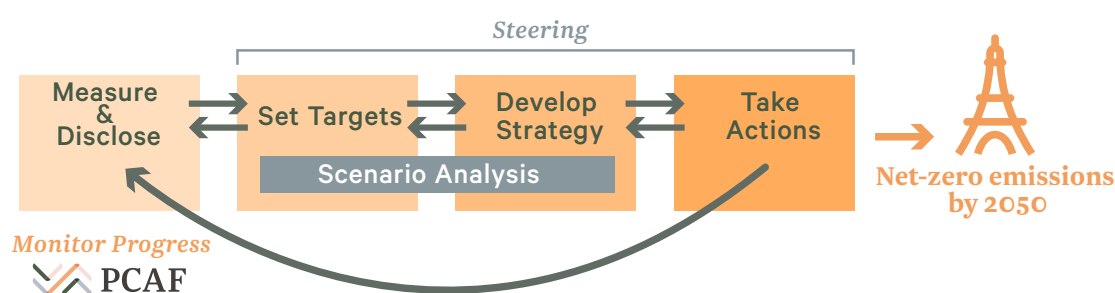 Steering
Measure
&
Disclose
Set Targets
Develop
Strategy
Take
Actions
Scenario Analysis
Net-zero emissions
by 2050
Monitor Progress
PCAF